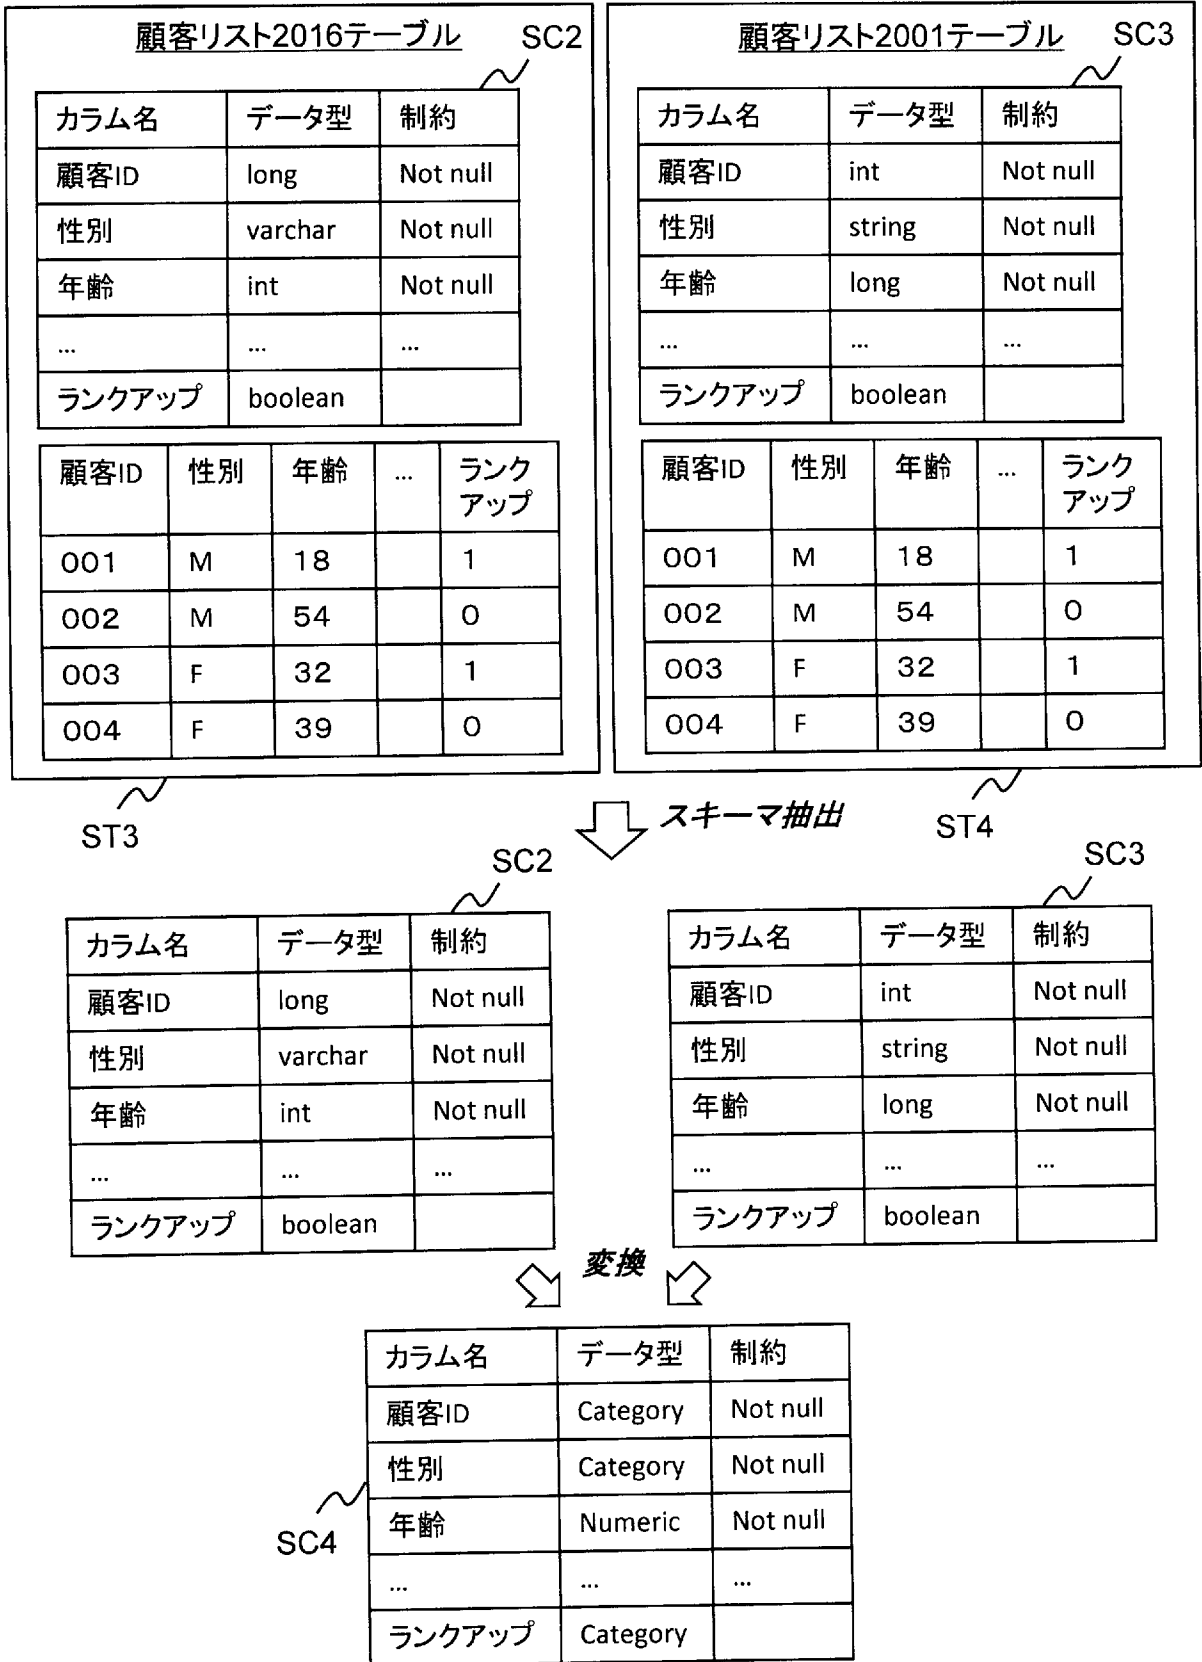 顧客リスト2016テーブル SC2
カラム名 データ型 制約
顧客ID long Not null
性別 varchar Not null
年齢 int Not null
... ... ...
ランクアップ boolean
顧客ID 性別 年齢 ... ランク
アップ
001 M 18 1
002 M 54 0
003 F 32 1
004 F 39 0
ST3
顧客リスト2001テーブル SC3
カラム名 データ型 制約
顧客ID int Not null
性別 string Not null
年齢 long Not null
... ... ...
ランクアップ boolean
顧客ID 性別 年齢 ... ランク
アップ
001 M 18 1
002 M 54 0
003 F 32 1
004 F 39 0
ST4
スキーマ抽出
SC2
カラム名 データ型 制約
顧客ID long Not null
性別 varchar Not null
年齢 int Not null
... ... ...
ランクアップ boolean
SC3
カラム名 データ型 制約
顧客ID int Not null
性別 string Not null
年齢 long Not null
... ... ...
ランクアップ boolean
変換
カラム名 データ型 制約
顧客ID Category Not null
性別 Category Not null
年齢 Numeric Not null
... ... ...
ランクアップ Category
SC4